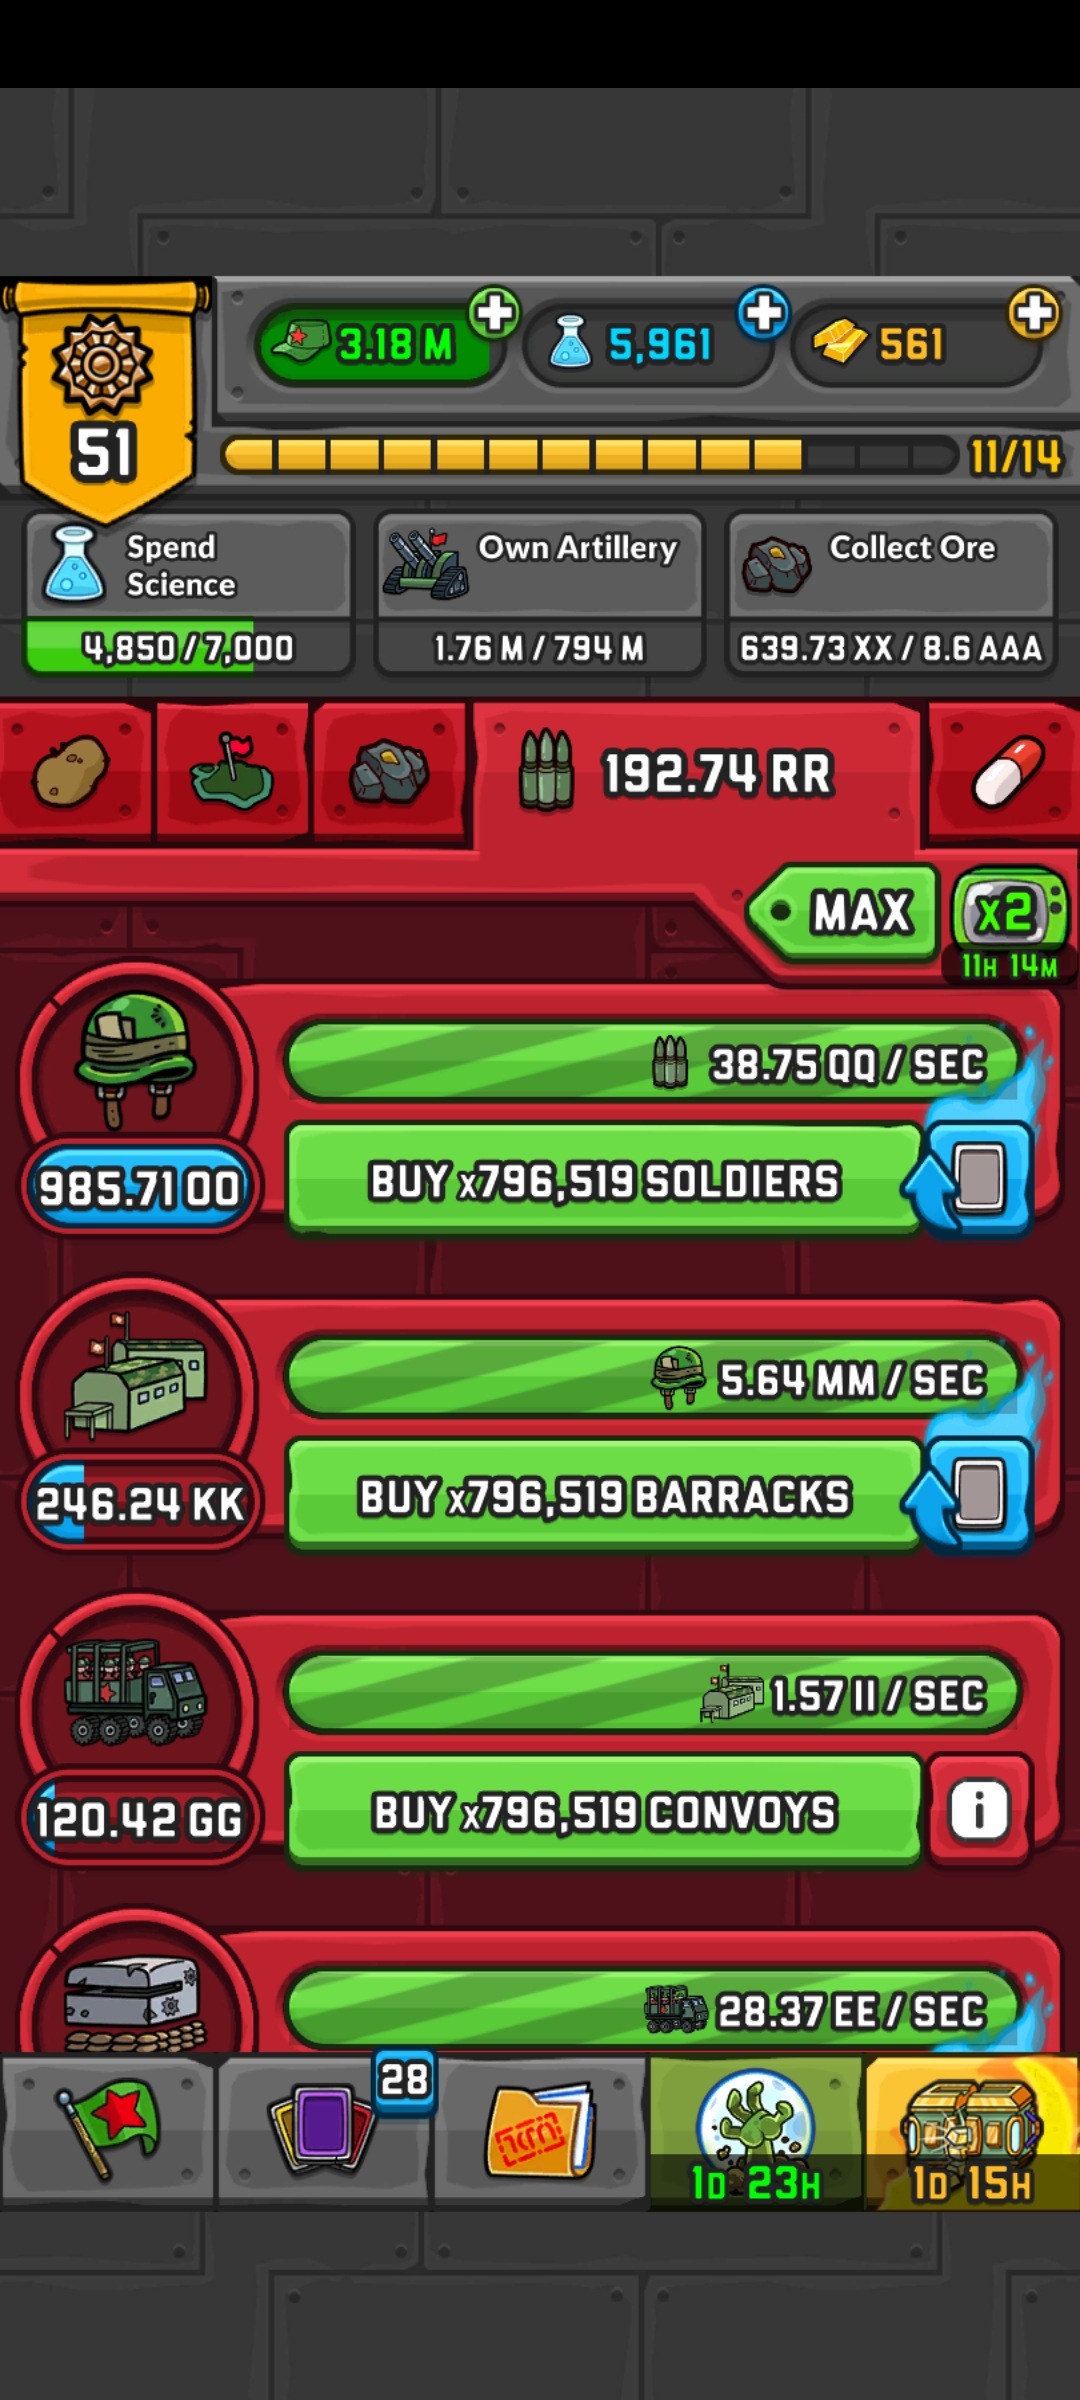 3.18 M
5,961
561
51
11/14
Spend
Science
4,850/7,000
Own Artillery
1.76 M / 794 M
Collect Ore
639.73 XX / 8.6 AAA
192.74 RR
MAX
x2
11H 14M
38.75 QQ / SEC
985.71 OO
BUY x796,519 SOLDIERS
5.64 MM / SEC
246.24 KK
BUY x796,519 BARRACKS
1.57 II / SEC
120.42 GG
BUY x796,519 CONVOYS
i
28.37 EE / SEC
28
1D 23H
1D 15H